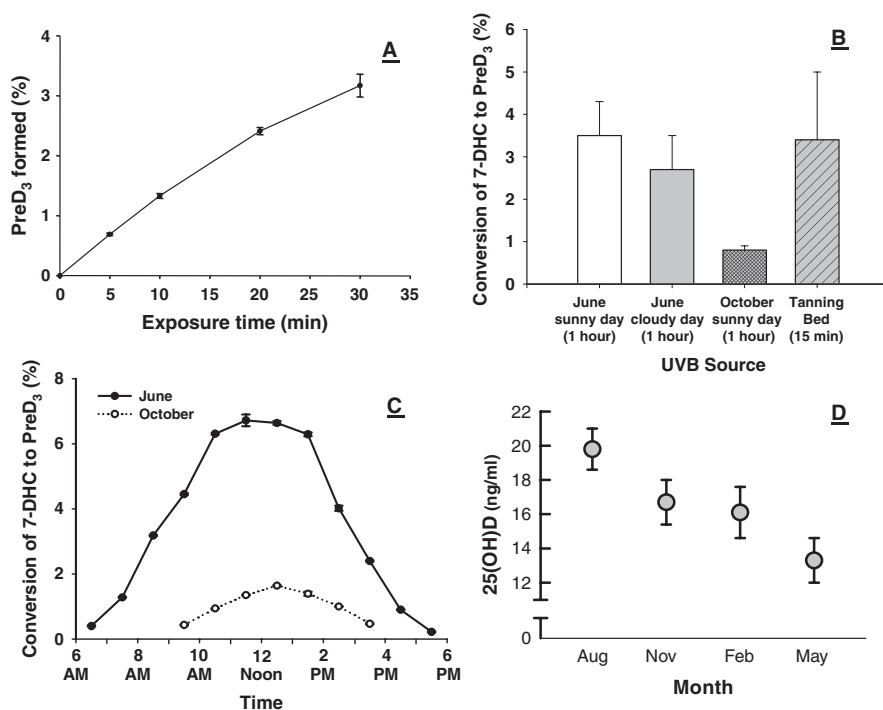 A
PreD₃ formed (%)
4
3
2
1
0
0 5 10 15 20 25 30 35
Exposure time (min)
B
Conversion of 7-DHC to PreD₃ (%)
6
5
4
3
2
1
0
June June October Tanning
sunny day cloudy day sunny day Bed
(1 hour) (1 hour) (1 hour) (15 min)
UVB Source
C
Conversion of 7-DHC to PreD₃ (%)
8
6
4
2
0
June
October
6 8 10 12 2 4 6
AM AM AM Noon PM PM PM
Time
D
25(OH)D (ng/ml)
22
20
18
16
14
12
0
Aug Nov Feb May
Month